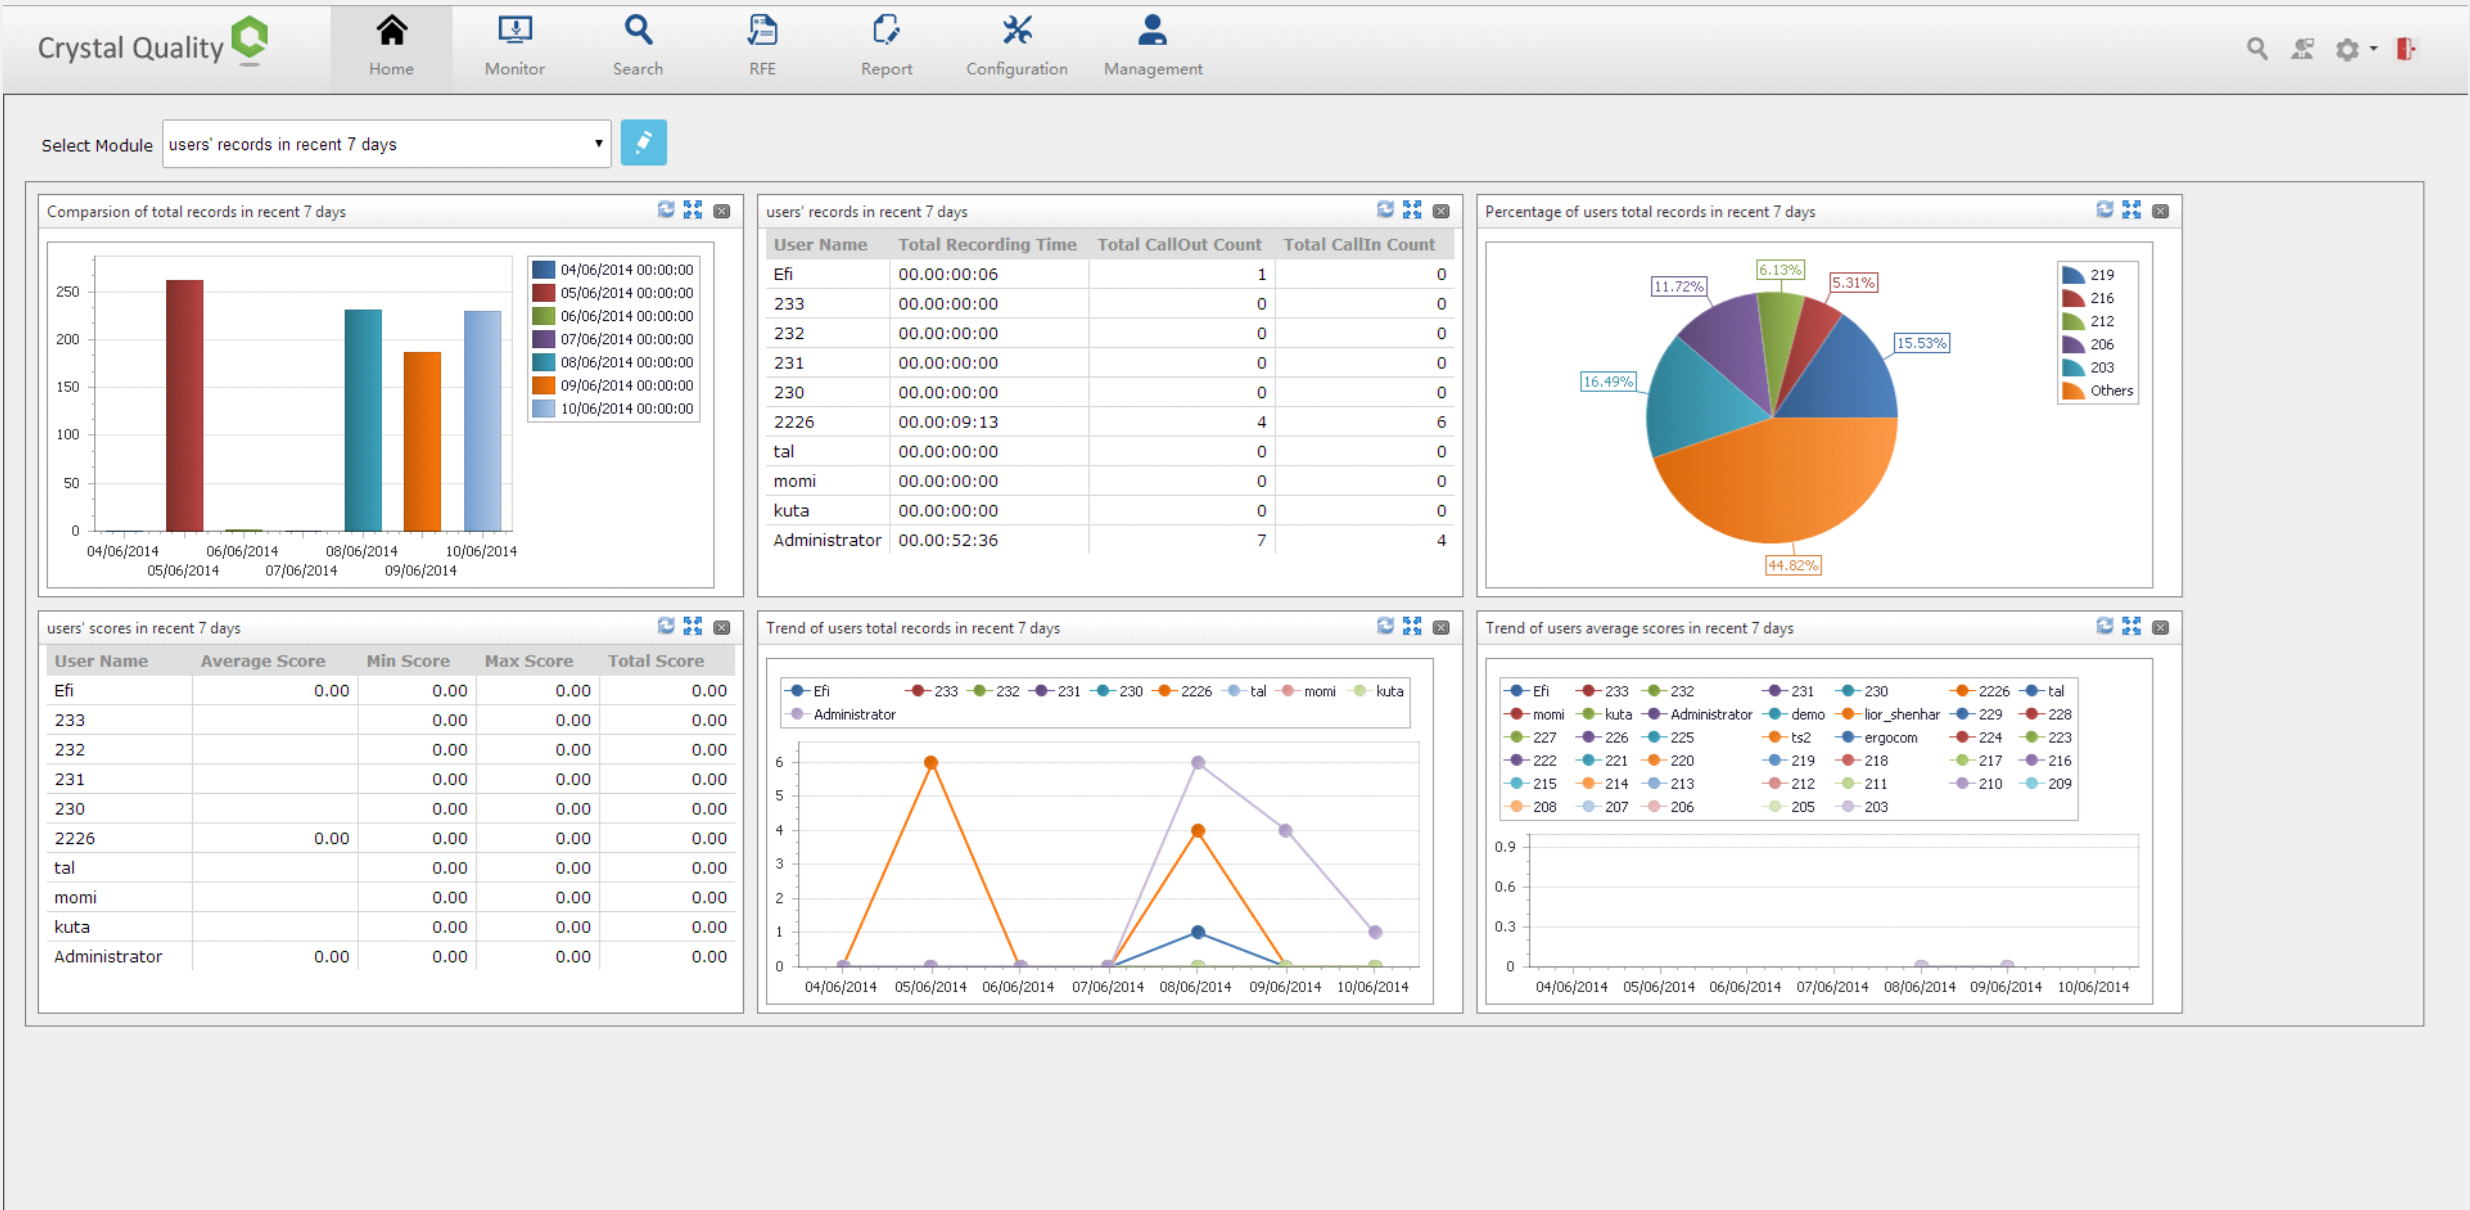 Crystal Quality
Home
Monitor
Search
RFE
Report
Configuration
Management
Select Module
users' records in recent 7 days
Comparsion of total records in recent 7 days
250
200
150
100
50
0
04/06/2014
05/06/2014
06/06/2014
07/06/2014
08/06/2014
09/06/2014
10/06/2014
04/06/2014 00:00:00
05/06/2014 00:00:00
06/06/2014 00:00:00
07/06/2014 00:00:00
08/06/2014 00:00:00
09/06/2014 00:00:00
10/06/2014 00:00:00
users' records in recent 7 days
User Name Total Recording Time Total CallOut Count Total CallIn Count
Efi 00.00:00:06 1 0
233 00.00:00:00 0 0
232 00.00:00:00 0 0
231 00.00:00:00 0 0
230 00.00:00:00 0 0
2226 00.00:09:13 4 6
tal 00.00:00:00 0 0
momi 00.00:00:00 0 0
kuta 00.00:00:00 0 0
Administrator 00.00:52:36 7 4
Percentage of users total records in recent 7 days
6.13%
5.31%
11.72%
15.53%
16.49%
44.82%
219
216
212
206
203
Others
users' scores in recent 7 days
User Name Average Score Min Score Max Score Total Score
Efi 0.00 0.00 0.00 0.00
233 0.00 0.00 0.00
232 0.00 0.00 0.00
231 0.00 0.00 0.00
230 0.00 0.00 0.00
2226 0.00 0.00 0.00 0.00
tal 0.00 0.00 0.00
momi 0.00 0.00 0.00
kuta 0.00 0.00 0.00
Administrator 0.00 0.00 0.00 0.00
Trend of users total records in recent 7 days
Efi 233 232 231 230 2226 tal momi kuta
Administrator
6
5
4
3
2
1
0
04/06/2014 05/06/2014 06/06/2014 07/06/2014 08/06/2014 09/06/2014 10/06/2014
Trend of users average scores in recent 7 days
Efi 233 232 231 230 2226 tal
momi kuta Administrator demo lior_shenhar 229 228
227 226 225 ts2 ergocom 224 223
222 221 220 219 218 217 216
215 214 213 212 211 210 209
208 207 206 205 203
0.9
0.6
0.3
0
04/06/2014 05/06/2014 06/06/2014 07/06/2014 08/06/2014 09/06/2014 10/06/2014